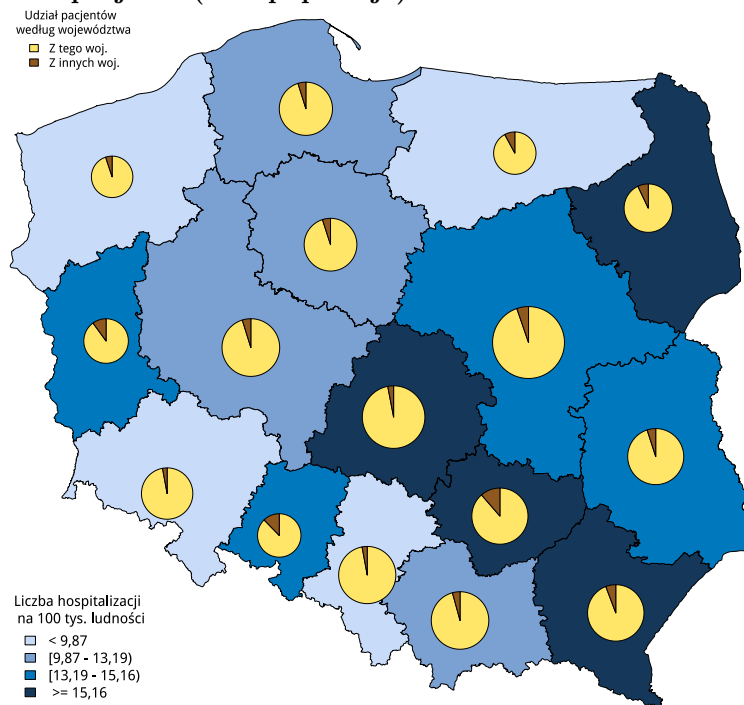 Udział pacjentów
według województwa
Z tego woj.
Z innych woj.
Liczba hospitalizacji
na 100 tys. ludności
< 9,87
[9,87 - 13,19)
[13,19 - 15,16)
>= 15,16